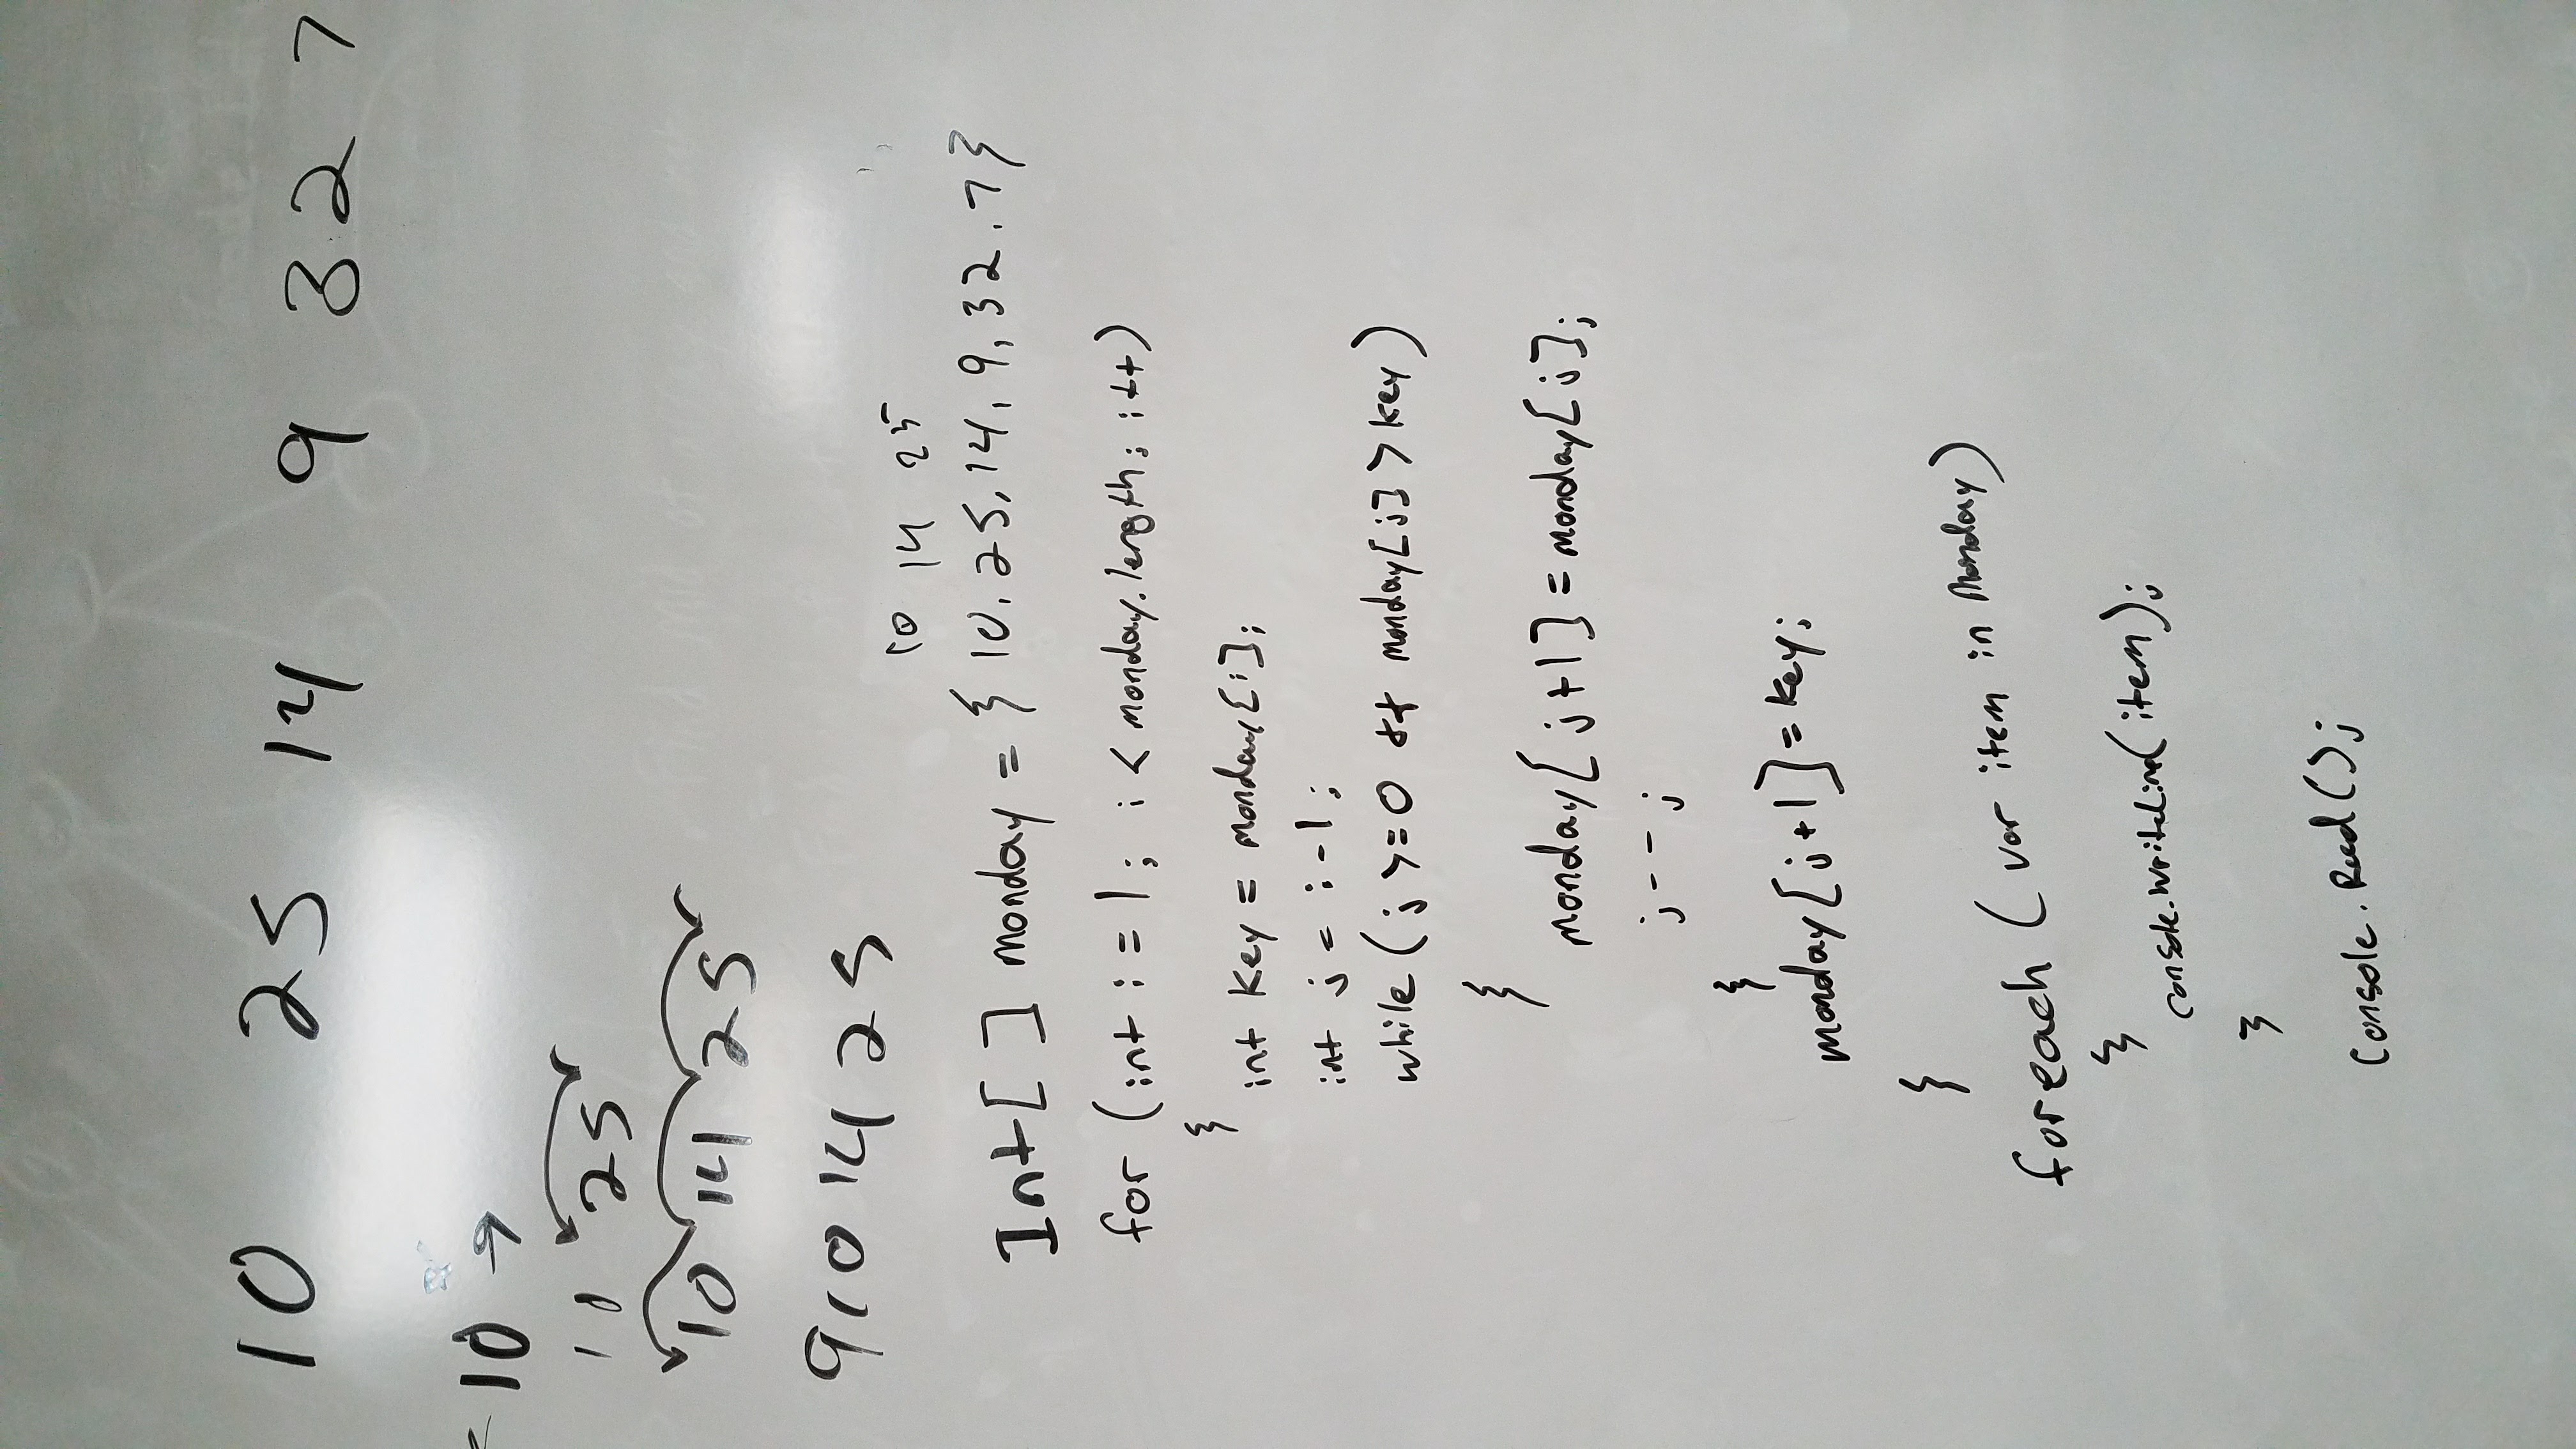 10 25 14 9 32 7
10 →
10 25
10 14 25
9 10 14 25
10 14 25
Int[ ] monday = { 10, 25, 14, 9, 32, 7 }
for (int i = 1; i < monday.length; i++)
{
int key = monday[i];
int j = i-1;
while (j >= 0 && monday[j] > key)
{
monday[j+1] = monday[j];
j--;
}
monday[j+1] = key;
}
foreach (var item in Monday)
{
console.WriteLine(item);
}
Console.Read();